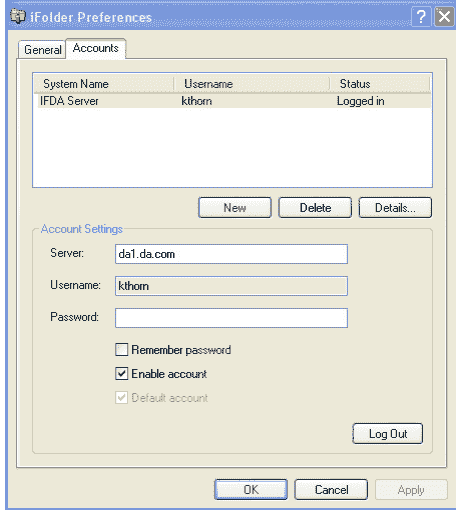 iFolder Preferences
General Accounts
System Name Username Status
IFDA Server kthorn Logged in
New Delete Details...
Account Settings
Server: da1.da.com
Username: kthorn
Password:
Remember password
Enable account
Default account
Log Out
OK Cancel Apply